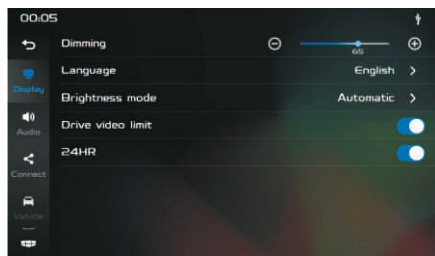 00:05
Dimming
65
Language English
Display
Brightness mode Automatic
Drive video limit
Audio
24HR
Connect
Vehicle